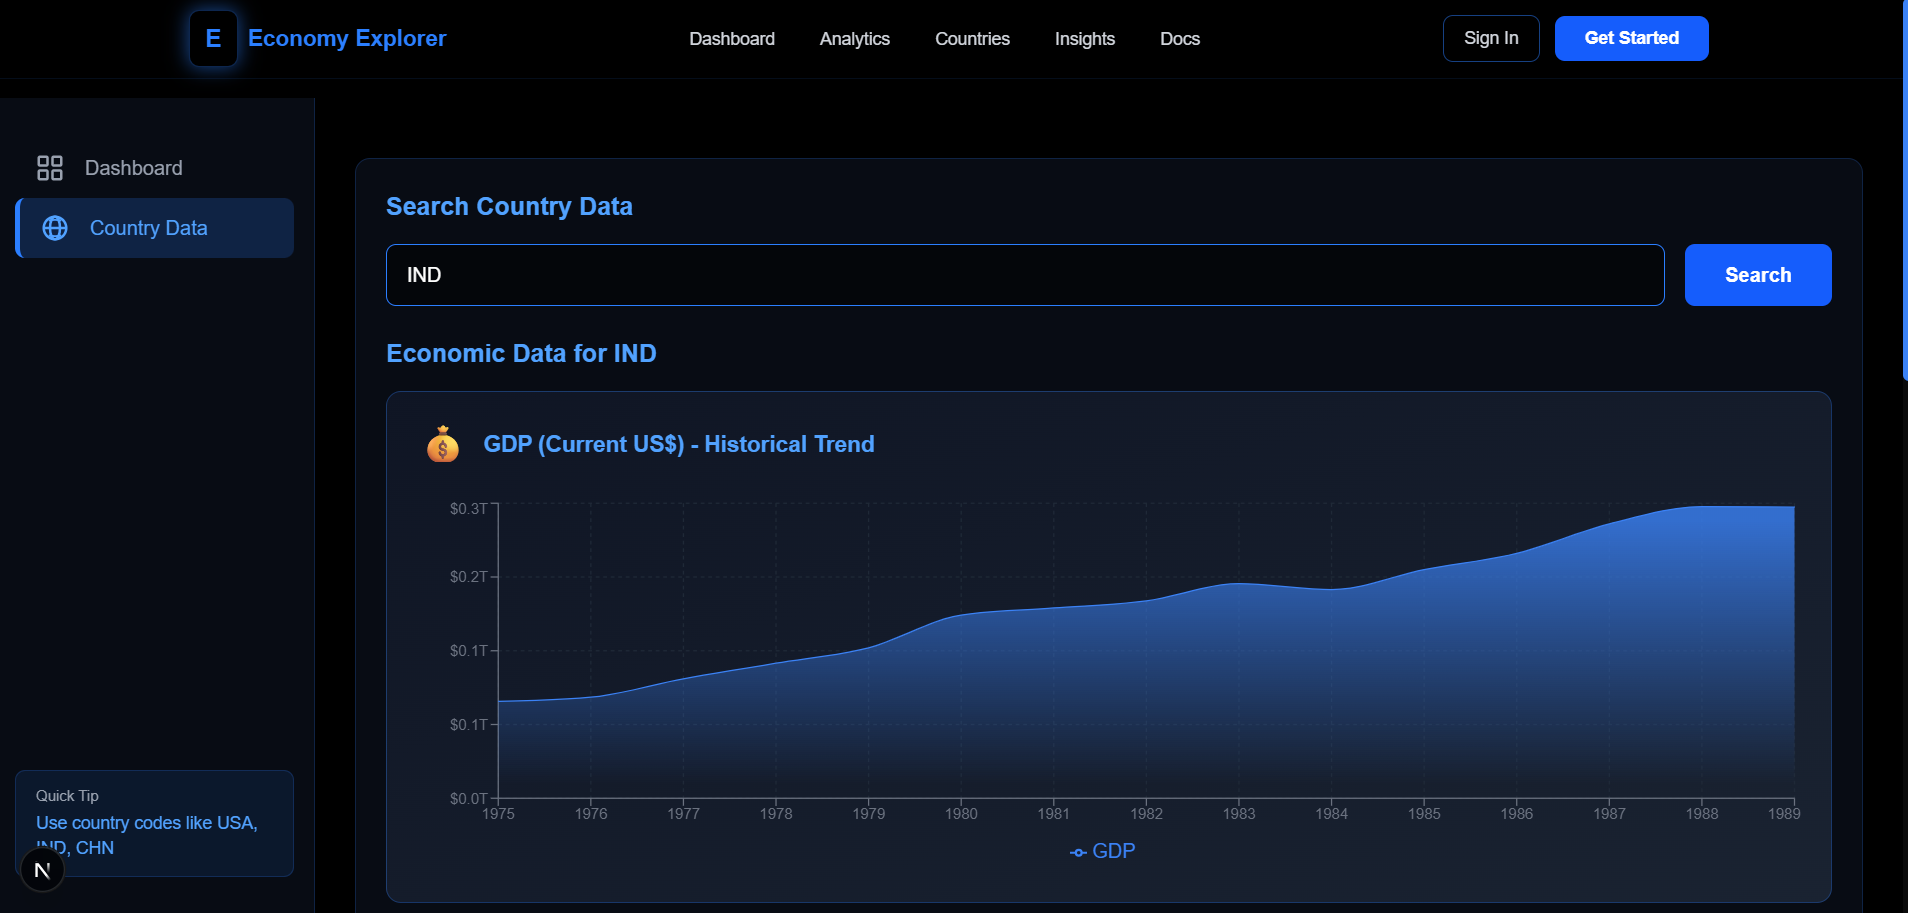 E Economy Explorer
Dashboard Analytics Countries Insights Docs
Sign In
Get Started
Dashboard
Country Data
Search Country Data
IND
Search
Economic Data for IND
GDP (Current US$) - Historical Trend
$0.3T
$0.2T
$0.1T
$0.1T
$0.0T
1975 1976 1977 1978 1979 1980 1981 1982 1983 1984 1985 1986 1987 1988 1989
GDP
Quick Tip
Use country codes like USA,
IND, CHN
N